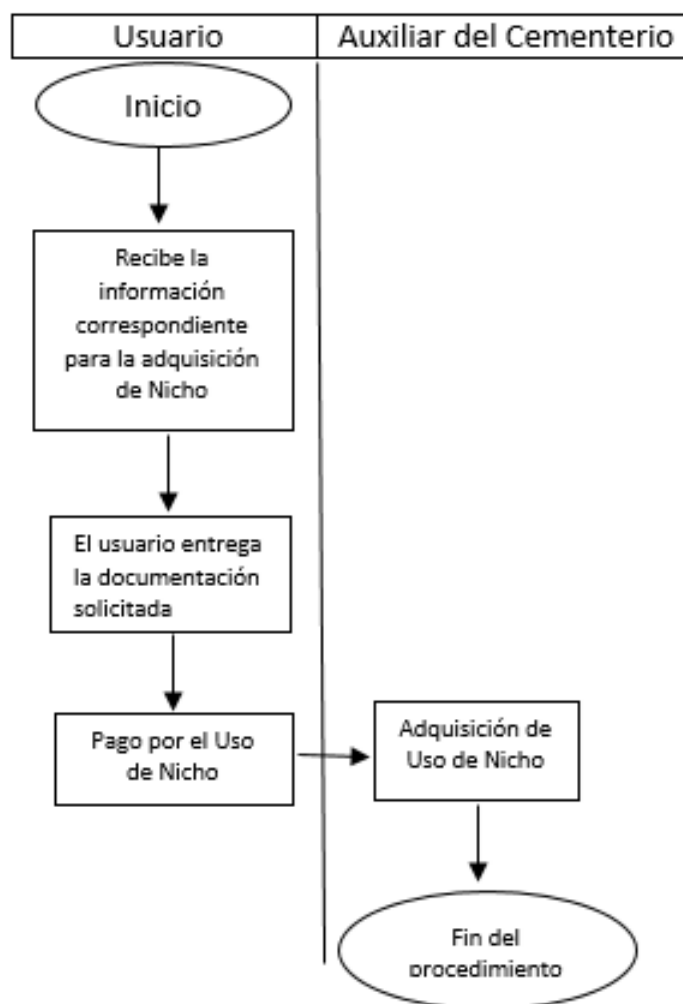 Usuario
Auxiliar del Cementerio
Inicio
Recibe la
información
correspondiente
para la adquisición
de Nicho
El usuario entrega
la documentación
solicitada
Pago por el Uso
de Nicho
Adquisición de
Uso de Nicho
Fin del
procedimiento